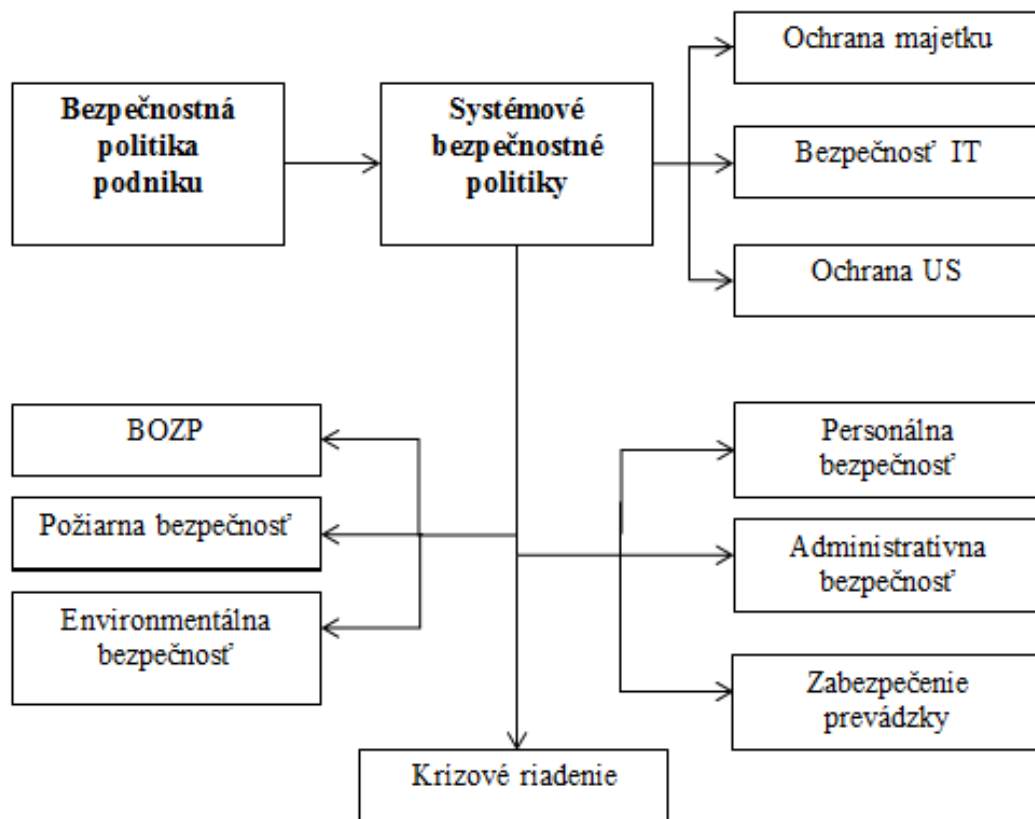 Bezpečnostná
politika
podniku
Systémové
bezpečnostné
politiky
Ochrana majetku
Bezpečnosť IT
Ochrana US
BOZP
Požiarna bezpečnosť
Environmentálna
bezpečnosť
Personálna
bezpečnosť
Administratívna
bezpečnosť
Zabezpečenie
prevádzky
Krizové riadenie